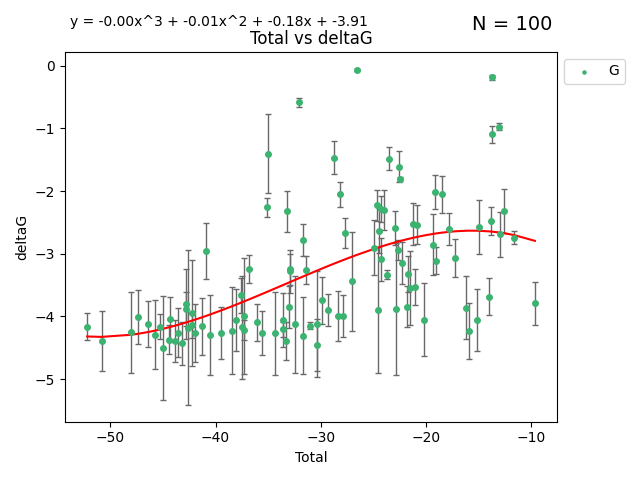 y = -0.00x^3 + -0.01x^2 + -0.18x + -3.91
N = 100
Total vs deltaG
G
deltaG
0
−1
−2
−3
−4
−5
−50
−40
−30
−20
−10
Total